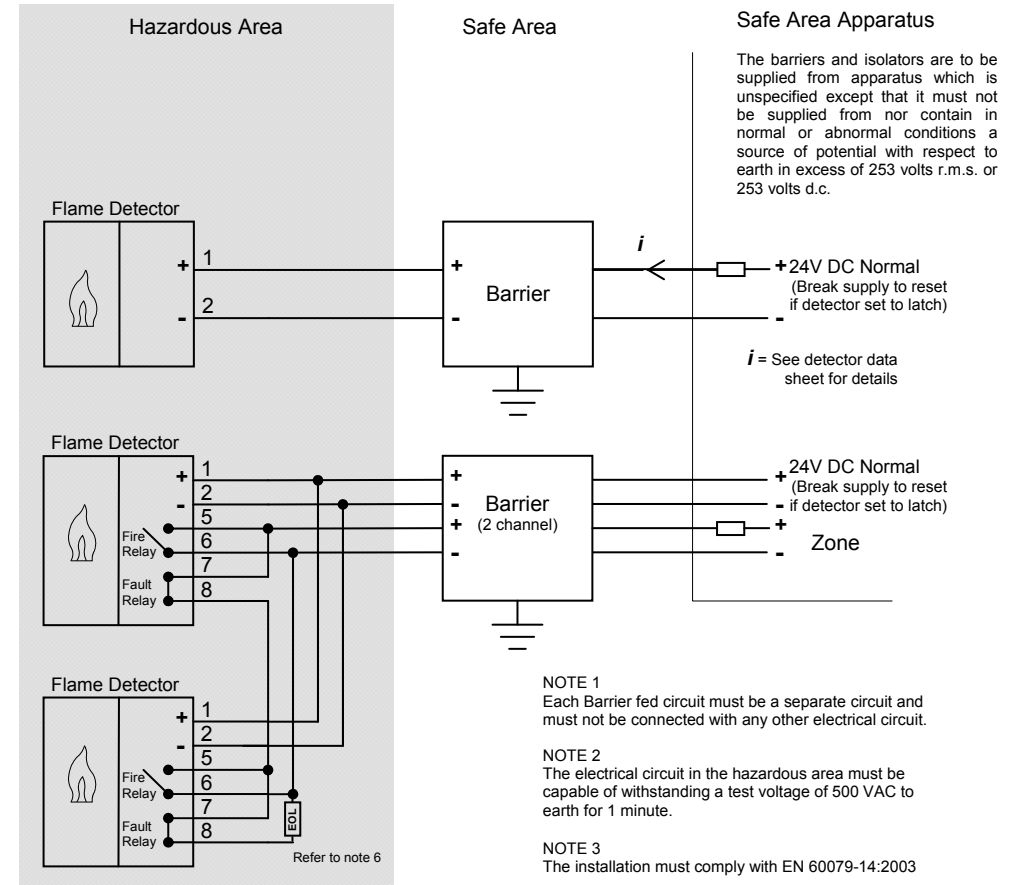 Hazardous Area
Safe Area
Safe Area Apparatus
The barriers and isolators are to be
supplied from apparatus which is
unspecified except that it must not
be supplied from nor contain in
normal or abnormal conditions a
source of potential with respect to
earth in excess of 253 volts r.m.s. or
253 volts d.c.
Flame Detector
+ 1
- 2
+
-
Barrier
i
+ 24V DC Normal
(Break supply to reset
if detector set to latch)
-
i = See detector data
sheet for details
Flame Detector
+ 1
- 2
5
Fire
Relay
6
7
Fault
Relay
8
+
-
+
-
Barrier
(2 channel)
+ 24V DC Normal
(Break supply to reset
- if detector set to latch)
+
-
Zone
Flame Detector
+ 1
- 2
5
Fire
Relay
6
7
Fault
Relay
8
EOL
Refer to note 6
NOTE 1
Each Barrier fed circuit must be a separate circuit and
must not be connected with any other electrical circuit.
NOTE 2
The electrical circuit in the hazardous area must be
capable of withstanding a test voltage of 500 VAC to
earth for 1 minute.
NOTE 3
The installation must comply with EN 60079-14:2003